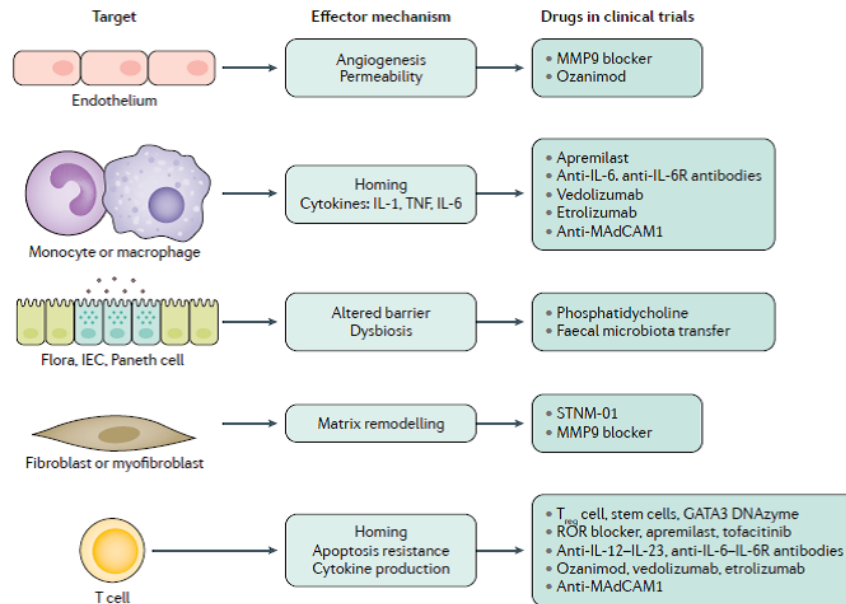 Target Effector mechanism Drugs in clinical trials
Endothelium
Angiogenesis
Permeability
• MMP9 blocker
• Ozanimod
Monocyte or macrophage
Homing
Cytokines: IL-1, TNF, IL-6
• Apremilast
• Anti-IL-6, anti-IL-6R antibodies
• Vedolizumab
• Etrolizumab
• Anti-MAdCAM1
Flora, IEC, Paneth cell
Altered barrier
Dysbiosis
• Phosphatidycholine
• Faecal microbiota transfer
Fibroblast or myofibroblast
Matrix remodelling
• STNM-01
• MMP9 blocker
T cell
Homing
Apoptosis resistance
Cytokine production
• Treg cell, stem cells, GATA3 DNAzyme
• ROR blocker, apremilast, tofacitinib
• Anti-IL-12–IL-23, anti-IL-6–IL-6R antibodies
• Ozanimod, vedolizumab, etrolizumab
• Anti-MAdCAM1